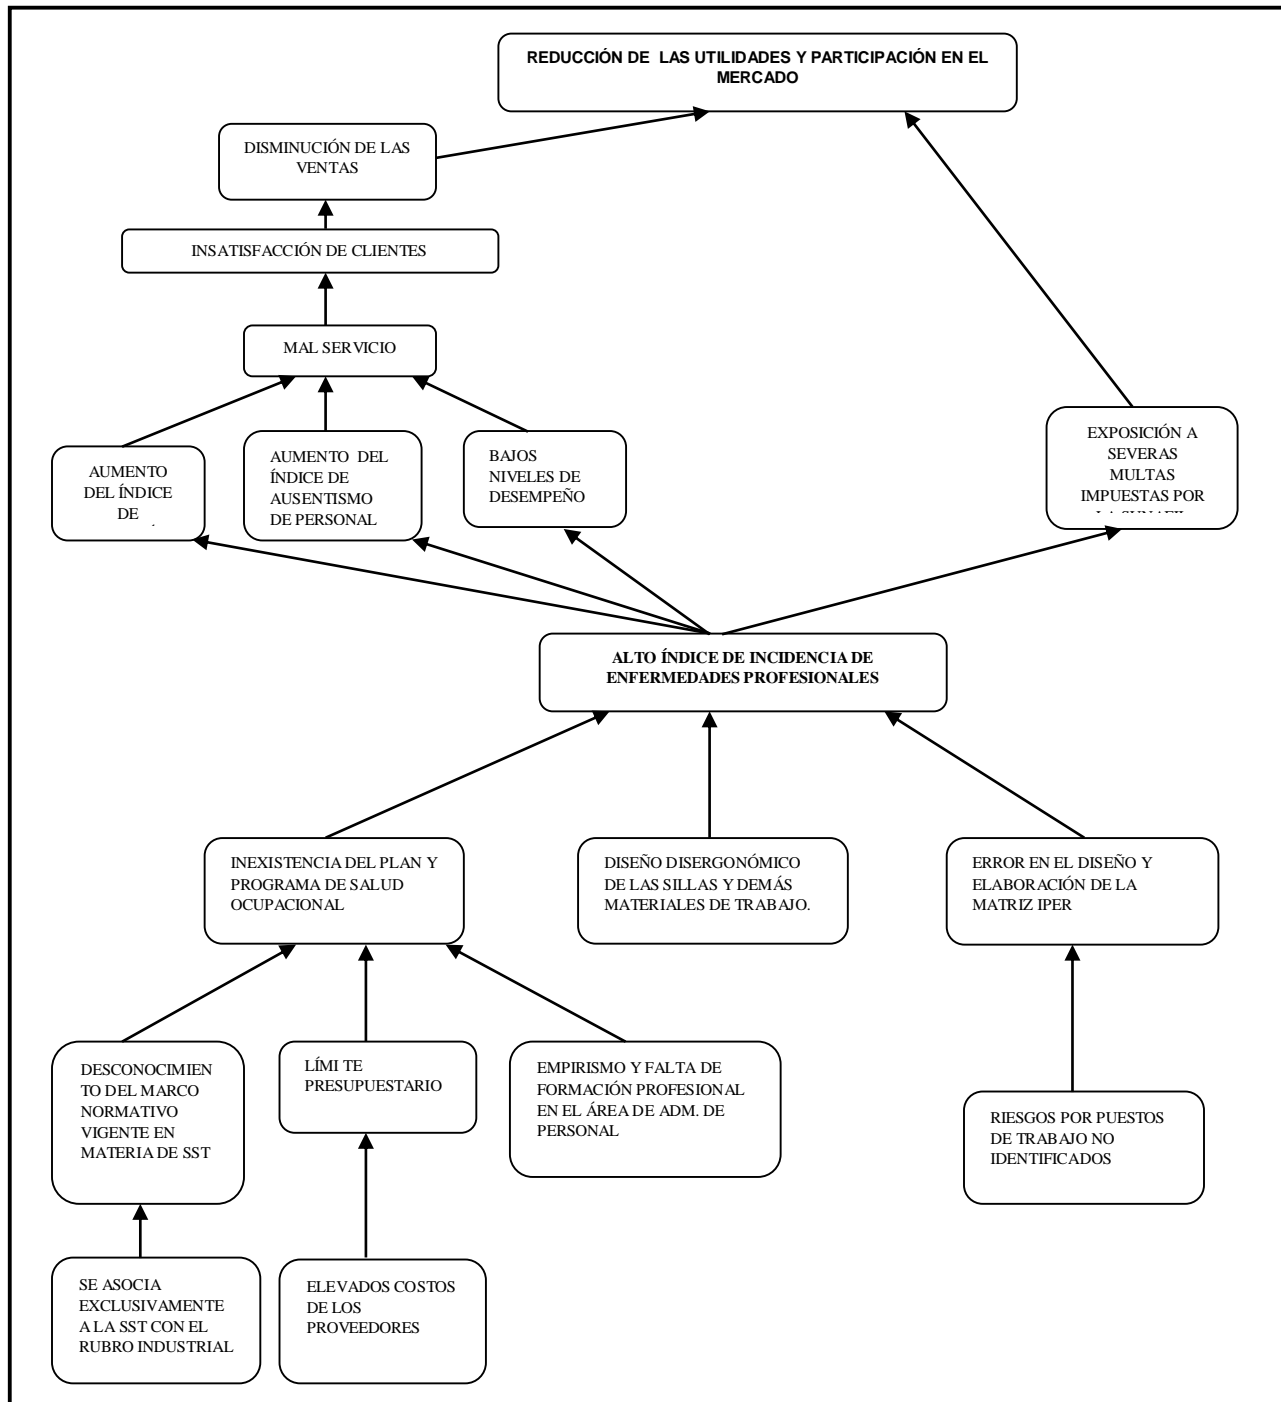 REDUCCIÓN DE LAS UTILIDADES Y PARTICIPACIÓN EN EL
MERCADO
DISMINUCIÓN DE LAS
VENTAS
INSATISFACCIÓN DE CLIENTES
MAL SERVICIO
AUMENTO
DEL ÍNDICE
DE
AUMENTO DEL
ÍNDICE DE
AUSENTISMO
DE PERSONAL
BAJOS
NIVELES DE
DESEMPEÑO
EXPOSICIÓN A
SEVERAS
MULTAS
IMPUESTAS POR
LA SUNAFIL
ALTO ÍNDICE DE INCIDENCIA DE
ENFERMEDADES PROFESIONALES
INEXISTENCIA DEL PLAN Y
PROGRAMA DE SALUD
OCUPACIONAL
DISEÑO DISERGONÓMICO
DE LAS SILLAS Y DEMÁS
MATERIALES DE TRABAJO.
ERROR EN EL DISEÑO Y
ELABORACIÓN DE LA
MATRIZ IPER
DESCONOCIMIEN
TO DEL MARCO
NORMATIVO
VIGENTE EN
MATERIA DE SST
LÍMI TE
PRESUPUESTARIO
EMPIRISMO Y FALTA DE
FORMACIÓN PROFESIONAL
EN EL ÁREA DE ADM. DE
PERSONAL
RIESGOS POR PUESTOS
DE TRABAJO NO
IDENTIFICADOS
SE ASOCIA
EXCLUSIVAMENTE
A LA SST CON EL
RUBRO INDUSTRIAL
ELEVADOS COSTOS
DE LOS
PROVEEDORES